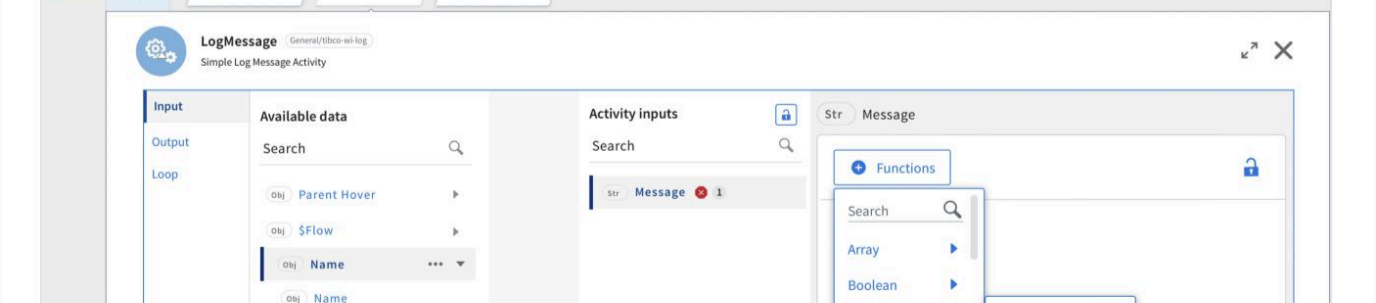 LogMessage General/tibco-wi-log
Simple Log Message Activity
Input
Output
Loop
Available data
Search
Obj Parent Hover
Obj $Flow
Obj Name
Obj Name
Activity inputs
Search
Str Message 1
Str Message
Functions
Search
Array
Boolean